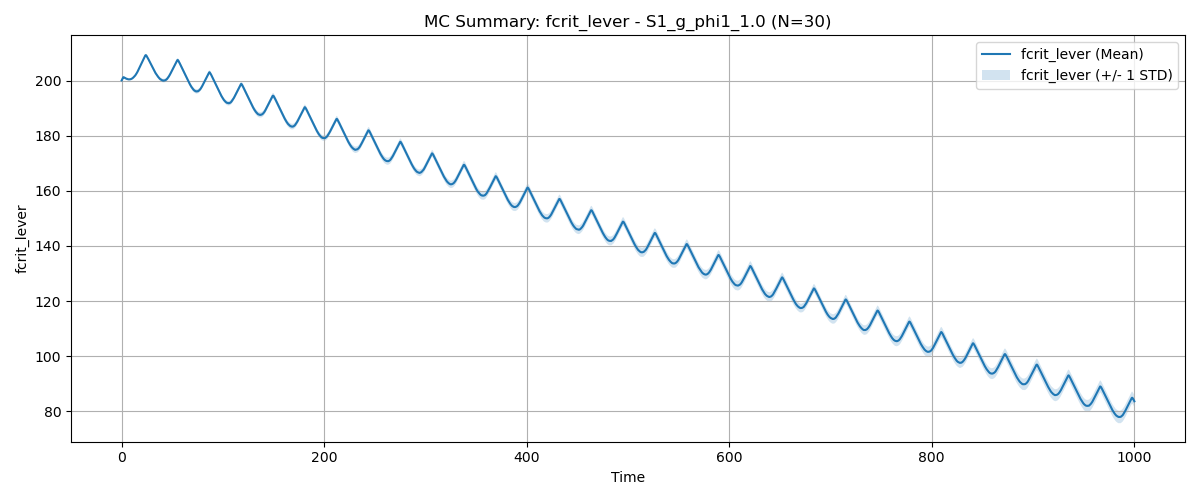 MC Summary: fcrit_lever - S1_g_phi1_1.0 (N=30)
fcrit_lever (Mean)
fcrit_lever (+/- 1 STD)
fcrit_lever
200
180
160
140
120
100
80
0
200
400
600
800
1000
Time